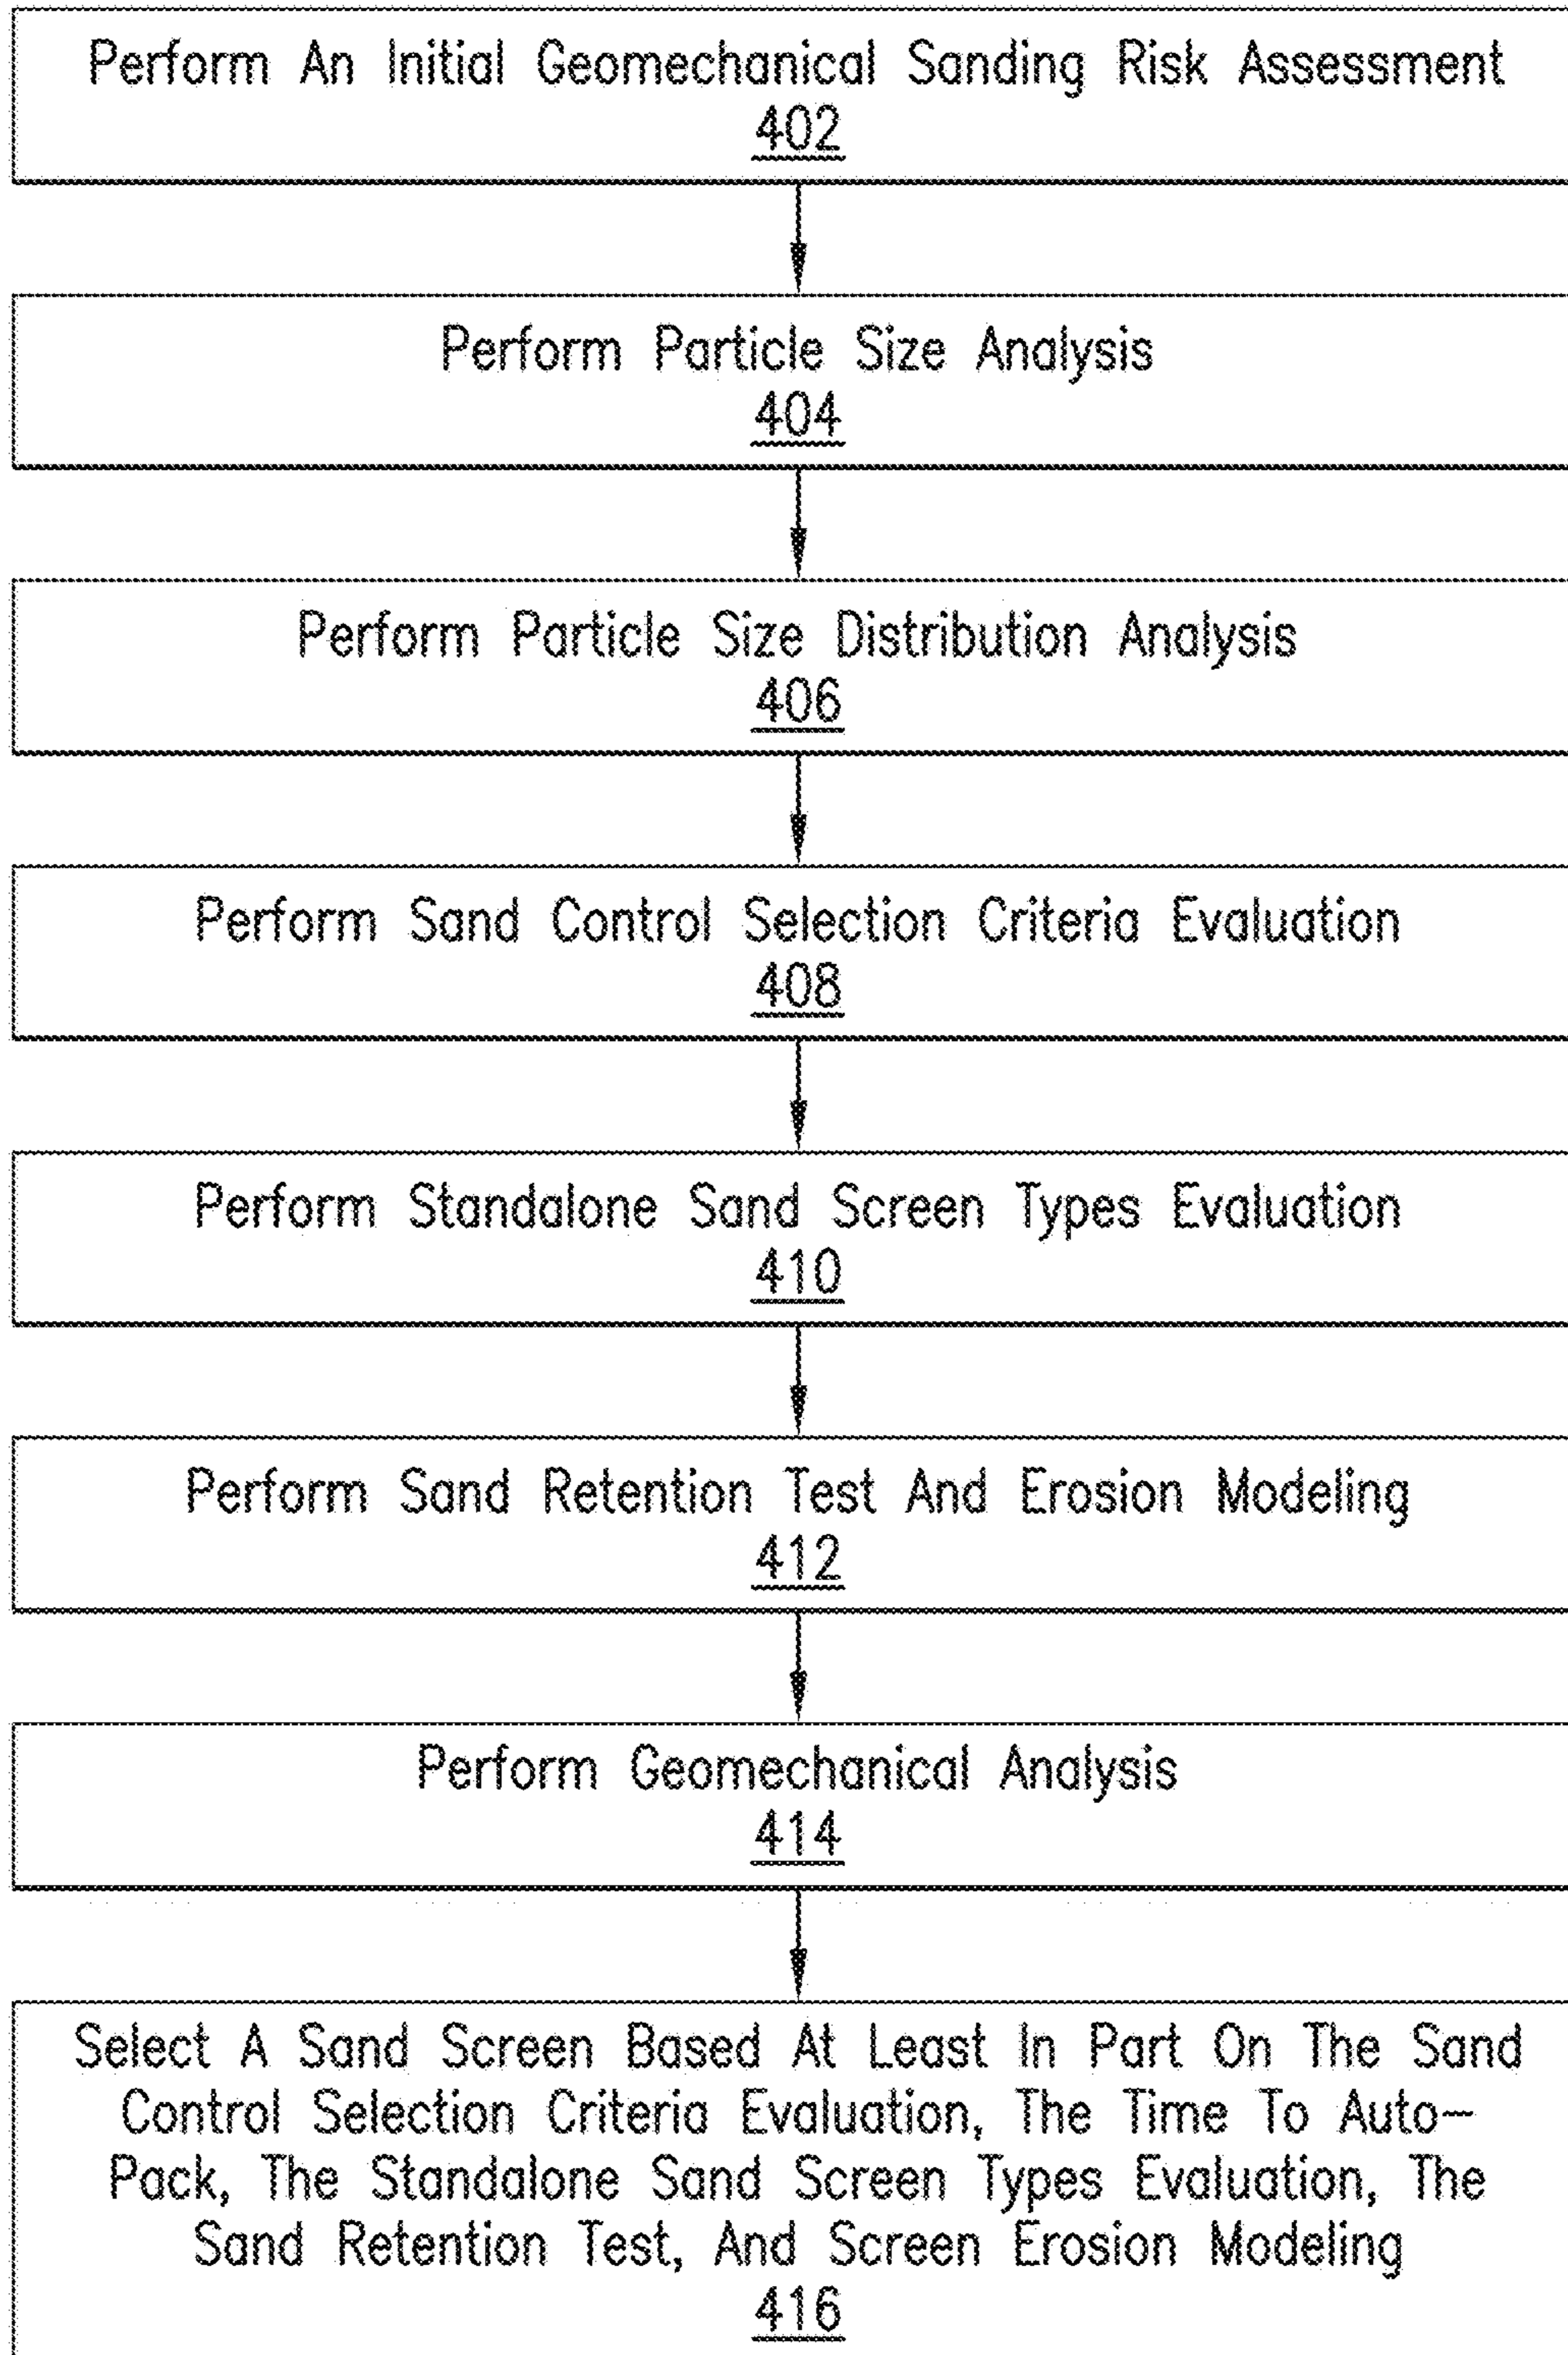 Perform An Initial Geomechanical Sanding Risk Assessment
402
Perform Particle Size Analysis
404
Perform Particle Size Distribution Analysis
406
Perform Sand Control Selection Criteria Evaluation
408
Perform Standalone Sand Screen Types Evaluation
410
Perform Sand Retention Test And Erosion Modeling
412
Perform Geomechanical Analysis
414
Select A Sand Screen Based At Least In Part On The Sand
Control Selection Criteria Evaluation, The Time To Auto-
Pack, The Standalone Sand Screen Types Evaluation, The
Sand Retention Test, And Screen Erosion Modeling
416